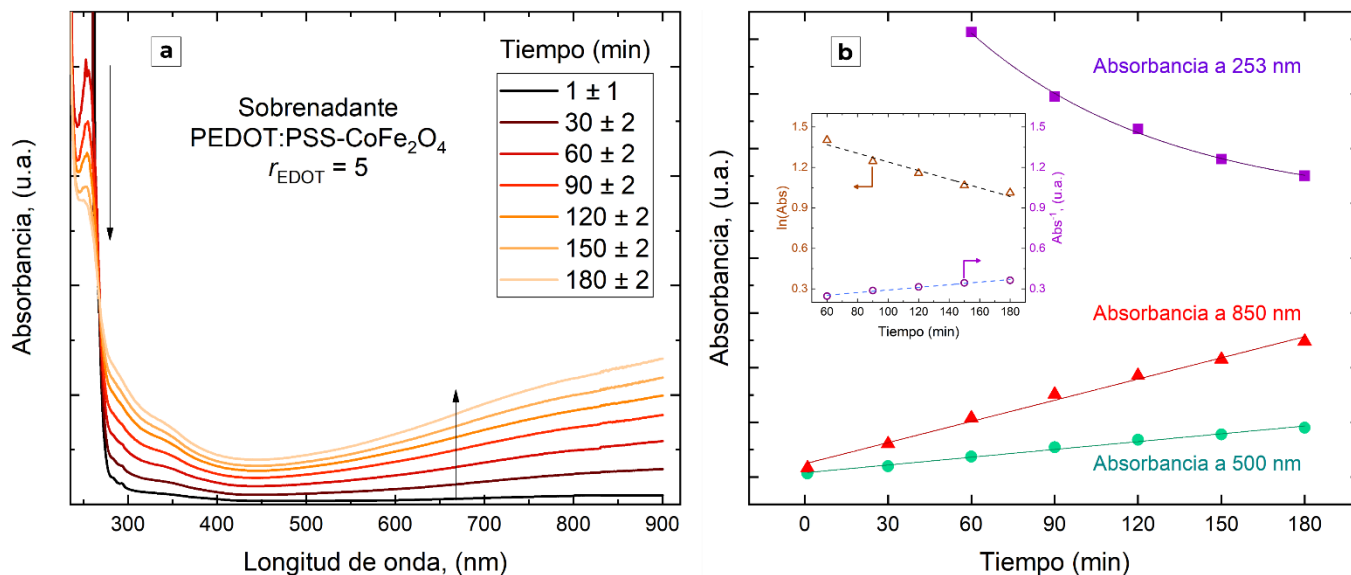 a
Tiempo (min)
1 ± 1
30 ± 2
60 ± 2
90 ± 2
120 ± 2
150 ± 2
180 ± 2
Sobrenadante
PEDOT:PSS-CoFe₂O₄
r_EDOT = 5
Absorbancia, (u.a.)
300 400 500 600 700 800 900
Longitud de onda, (nm)
b
Absorbancia a 253 nm
Absorbancia a 850 nm
Absorbancia a 500 nm
Absorbancia, (u.a.)
0 30 60 90 120 150 180
Tiempo (min)
ln(Abs)
1.5
1.2
0.9
0.6
0.3
Abs⁻¹, (u.a.)
1.5
1.2
0.9
0.6
0.3
60 80 100 120 140 160 180
Tiempo (min)